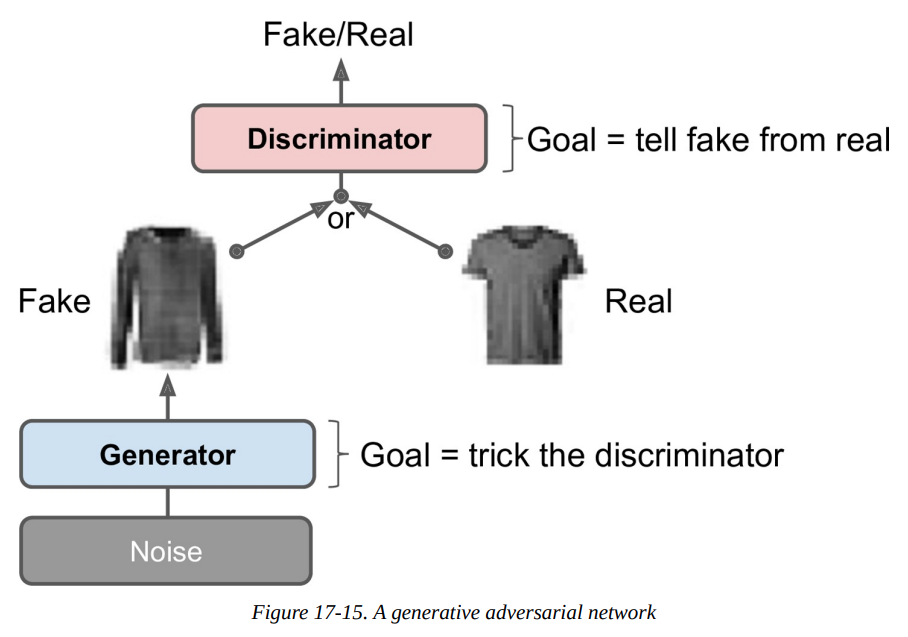 Fake/Real
Discriminator
Goal = tell fake from real
or
Fake
Real
Generator
Goal = trick the discriminator
Noise
Figure 17-15. A generative adversarial network